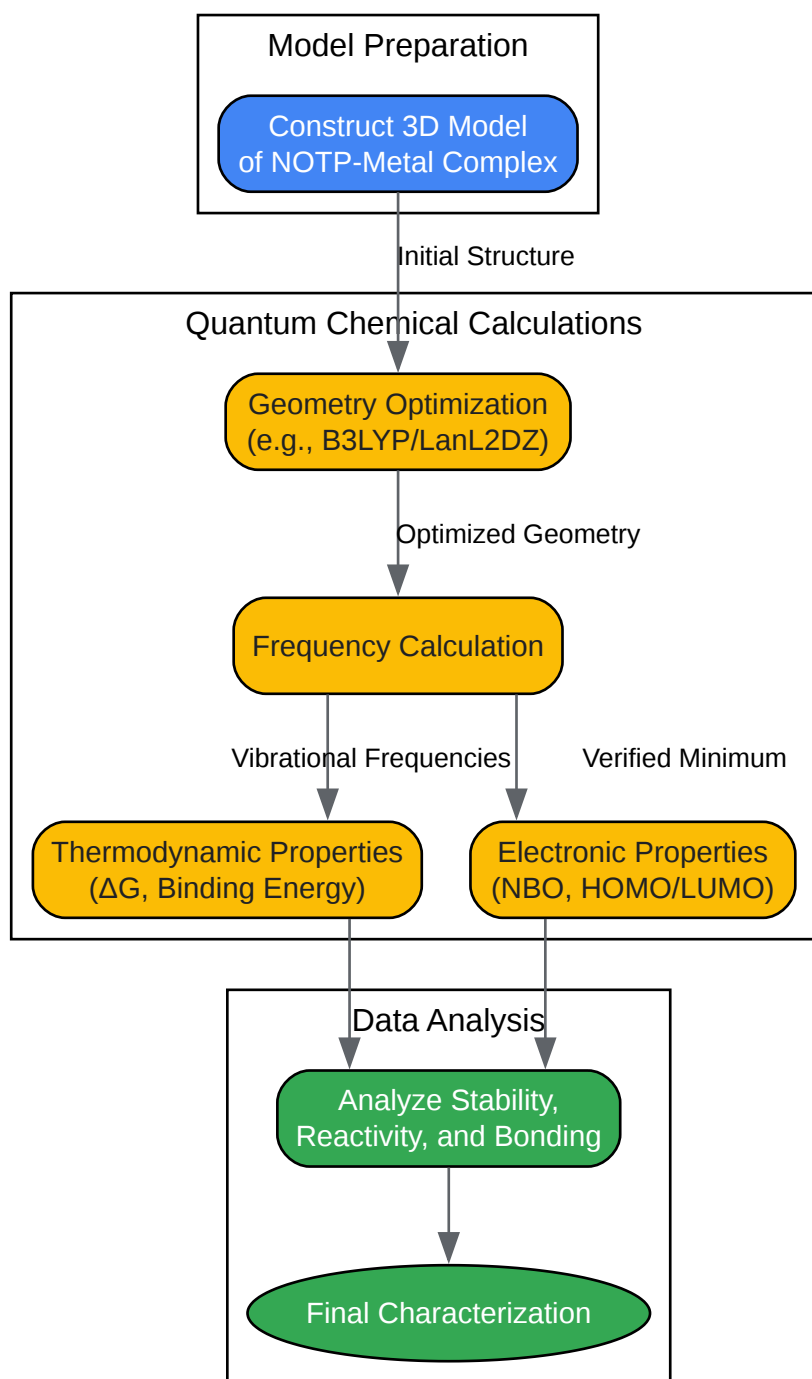 Model Preparation
Construct 3D Model
of NOTP-Metal Complex
Initial Structure
Quantum Chemical Calculations
Geometry Optimization
(e.g., B3LYP/LanL2DZ)
Optimized Geometry
Frequency Calculation
Vibrational Frequencies
Verified Minimum
Thermodynamic Properties
(ΔG, Binding Energy)
Electronic Properties
(NBO, HOMO/LUMO)
Data Analysis
Analyze Stability,
Reactivity, and Bonding
Final Characterization